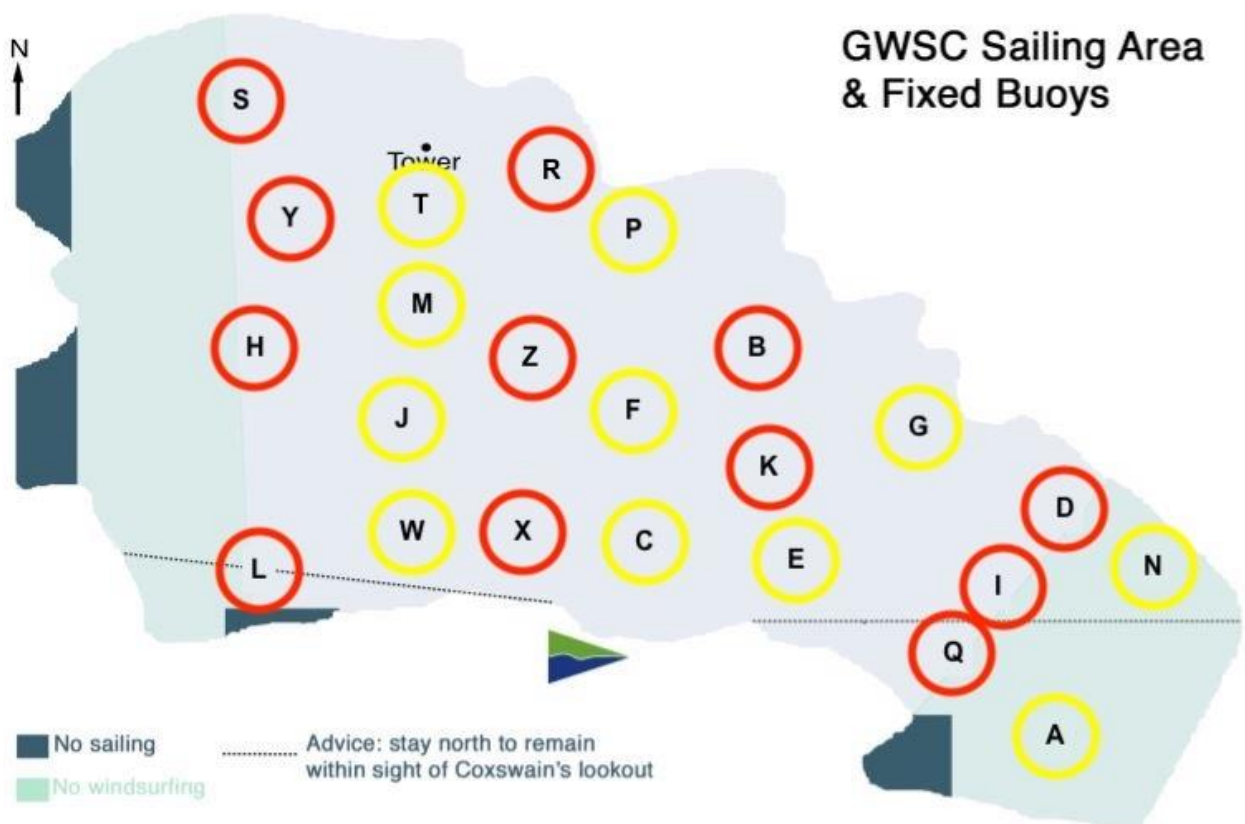 GWSC Sailing Area
& Fixed Buoys
N
S
Tower
R
Y
T
P
M
H
Z
B
J
F
G
K
D
W
X
C
E
N
L
I
Q
A
No sailing
No windsurfing
Advice: stay north to remain
within sight of Coxswain's lookout